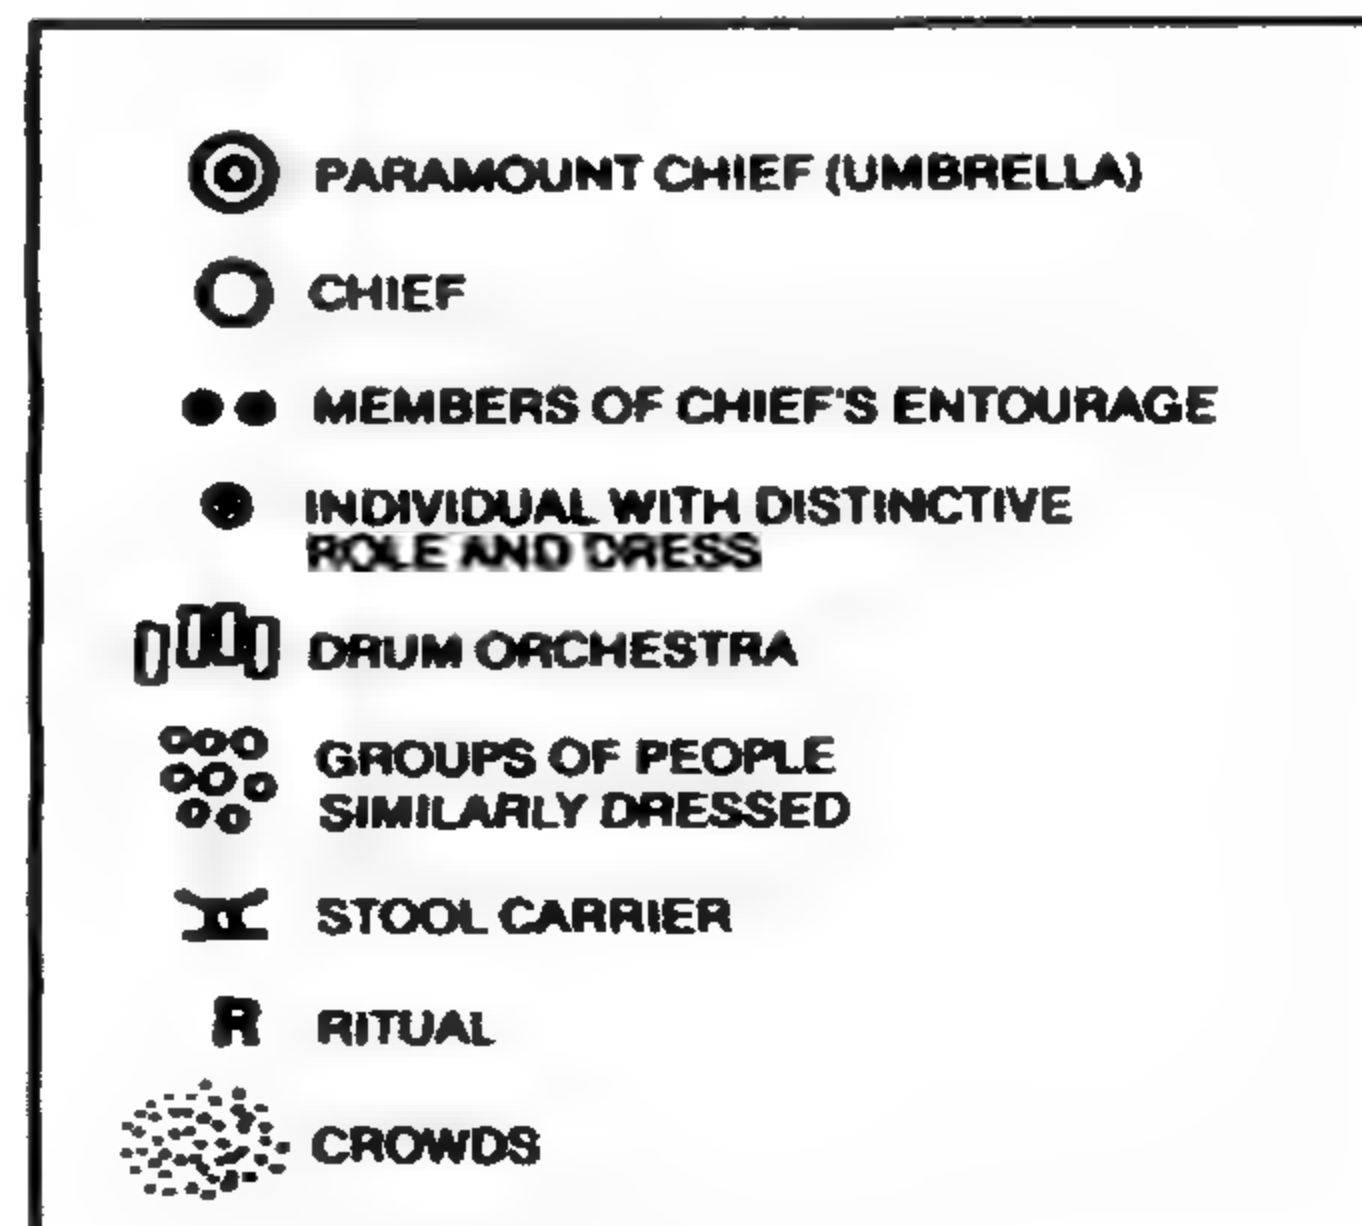 PARAMOUNT CHIEF (UMBRELLA)
CHIEF
MEMBERS OF CHIEF'S ENTOURAGE
INDIVIDUAL WITH DISTINCTIVE
ROLE AND DRESS
DRUM ORCHESTRA
GROUPS OF PEOPLE
SIMILARLY DRESSED
STOOL CARRIER
R RITUAL
CROWDS